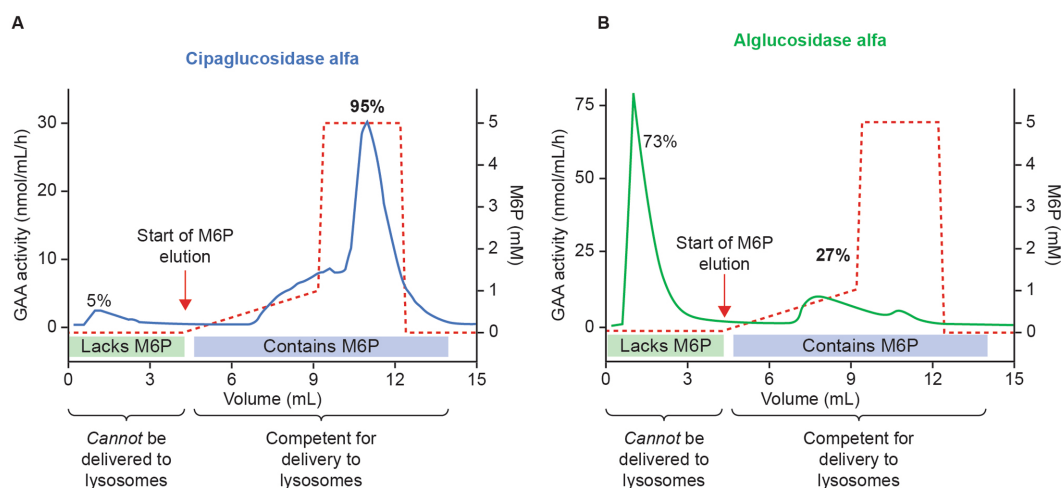 A
Cipaglucosidase alfa
GAA activity (nmol/mL/h)
30
20
10
0
95%
5%
Start of M6P
elution
5
4
3
2
1
0
M6P (mM)
Lacks M6P
Contains M6P
0
3
6
9
12
15
Volume (mL)
Cannot be
delivered to
lysosomes
Competent for
delivery to
lysosomes
B
Alglucosidase alfa
GAA activity (nmol/mL/h)
75
50
25
0
73%
27%
Start of M6P
elution
5
4
3
2
1
0
M6P (mM)
Lacks M6P
Contains M6P
0
3
6
9
12
15
Volume (mL)
Cannot be
delivered to
lysosomes
Competent for
delivery to
lysosomes